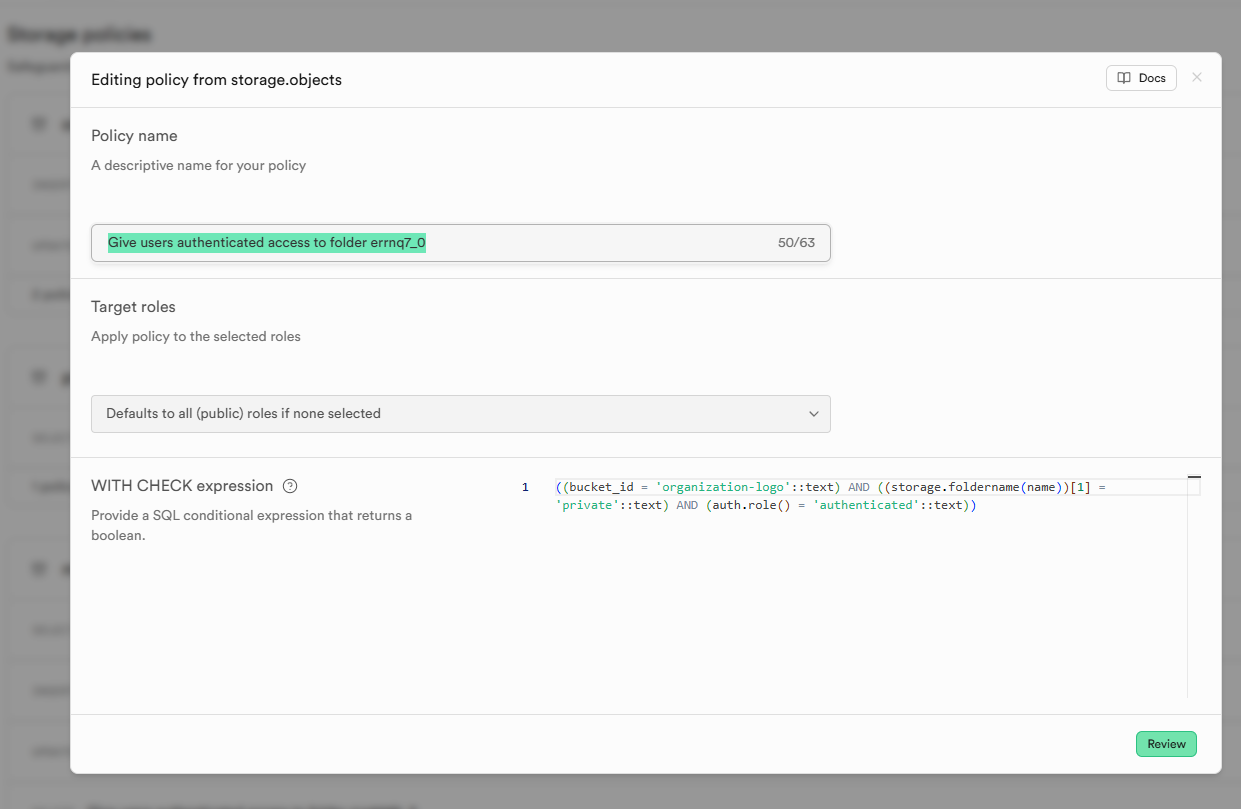 Storage policies
Editing policy from storage.objects
Docs
Policy name
A descriptive name for your policy
Give users authenticated access to folder errnq7_0
50/63
Target roles
Apply policy to the selected roles
Defaults to all (public) roles if none selected
WITH CHECK expression
Provide a SQL conditional expression that returns a
boolean.
1
((bucket_id = 'organization-logo'::text) AND ((storage.foldername(name))[1] =
'private'::text) AND (auth.role() = 'authenticated'::text))
Review